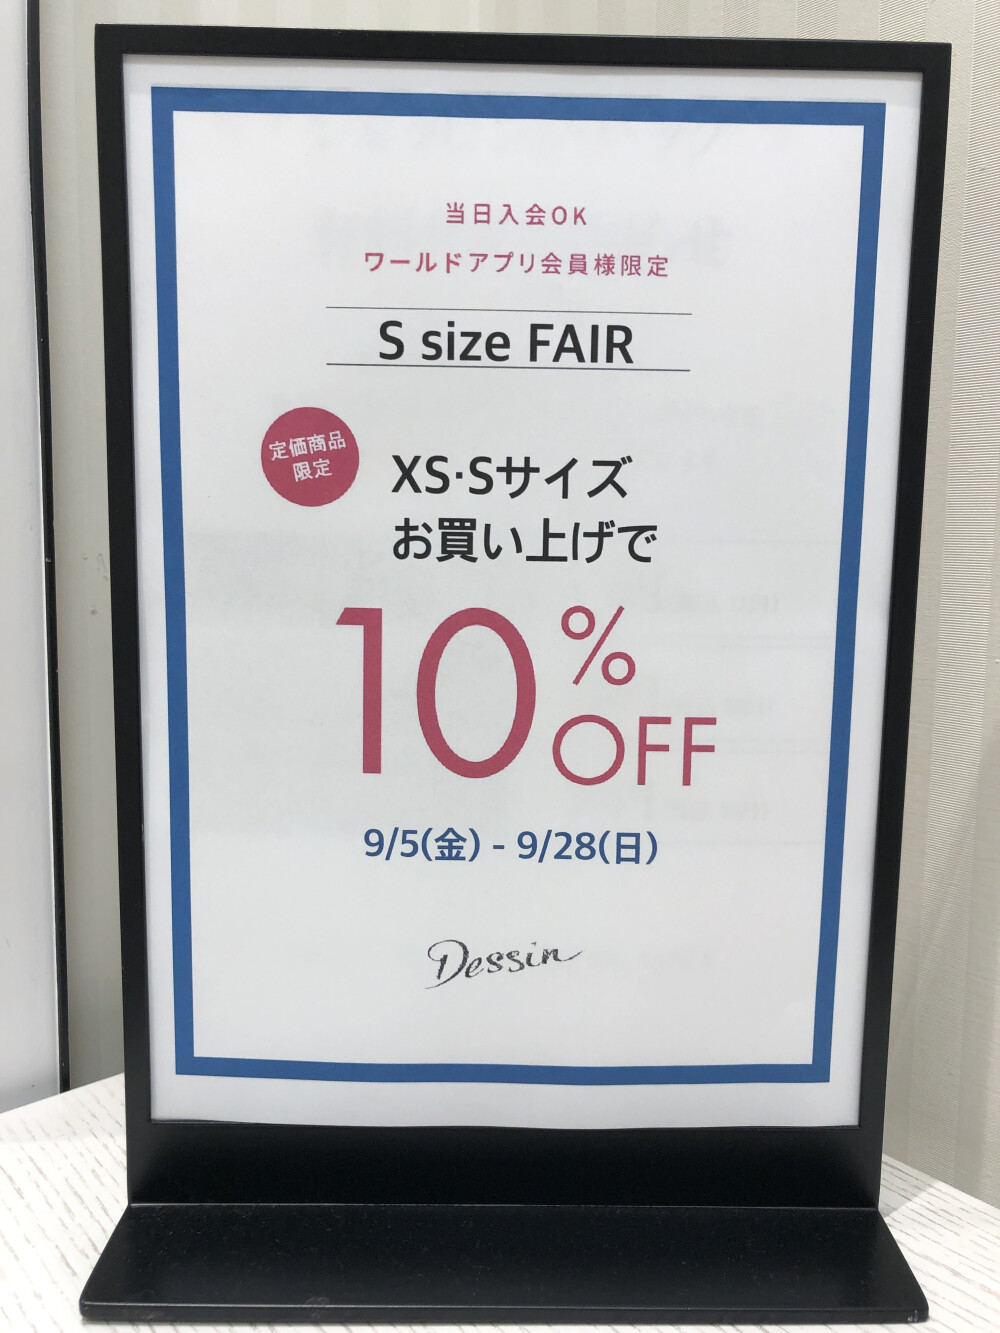 当日入会OK
ワールドアプリ会員様限定
S size FAIR
定価商品
限定
XS·Sサイズ
お買い上げで
10%
OFF
9/5(金) - 9/28(日)
Dessin